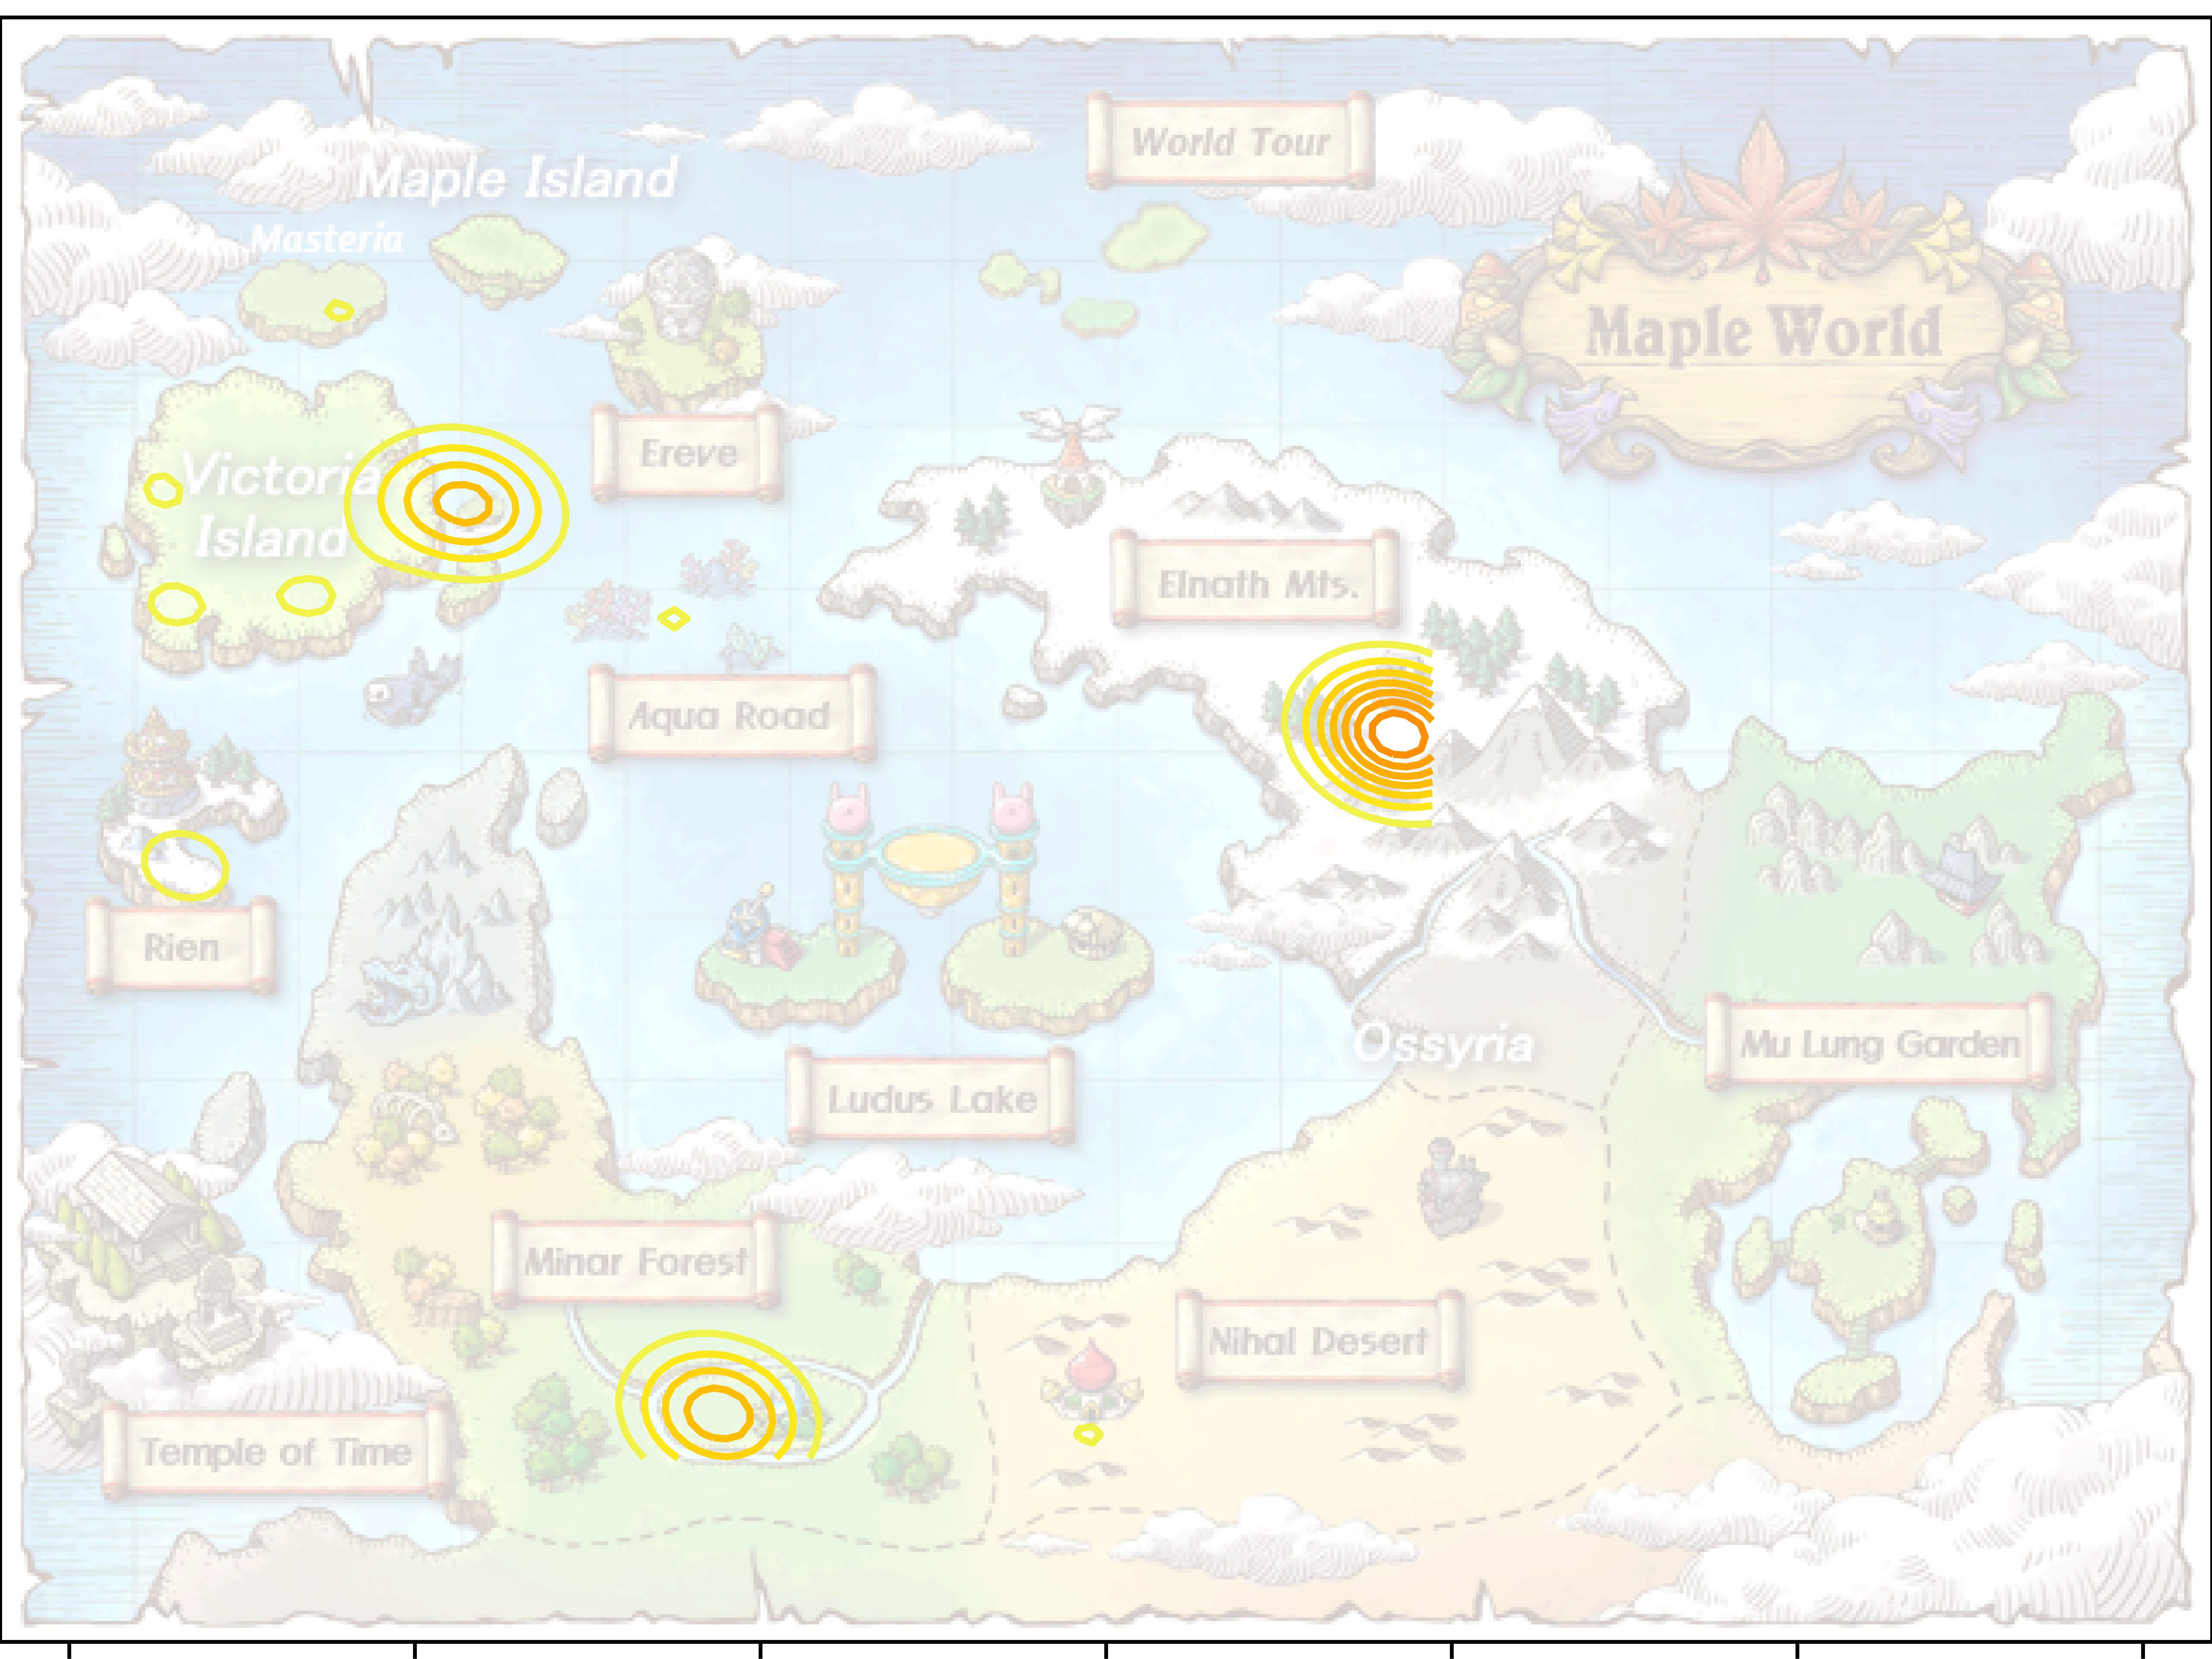 World Tour
Maple Island
Masteria
Maple World
Ereve
Victoria
Island
Elnath Mts.
Aqua Road
Rien
Ossyria
Mu Lung Garden
Ludus Lake
Minar Forest
Nihal Desert
Temple of Time